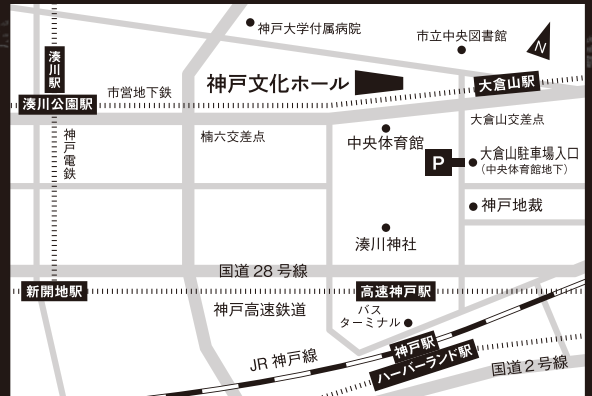 神戸大学付属病院
市立中央図書館
N
湊川駅
神戸文化ホール
大倉山駅
市営地下鉄
湊川公園駅
大倉山交差点
神戸電鉄
楠六交差点
中央体育館
P
大倉山駐車場入口
(中央体育館地下)
神戸地裁
湊川神社
国道28号線
新開地駅
高速神戸駅
神戸高速鉄道
バス
ターミナル
神戸駅
JR神戸線
ハーバーランド駅
国道2号線